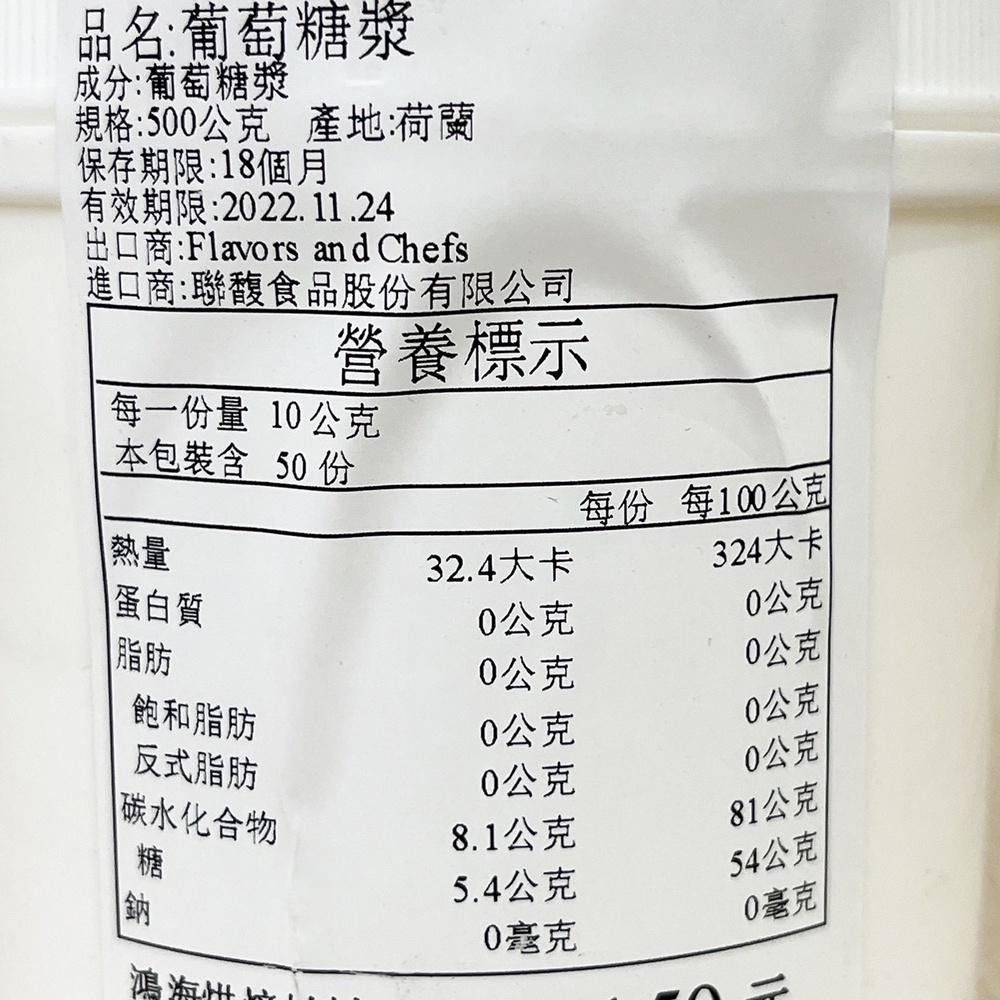 品名:葡萄糖漿
成分:葡萄糖漿
規格:500公克 產地:荷蘭
保存期限:18個月
有效期限:2022.11.24
出口商:Flavors and Chefs
進口商:聯馥食品股份有限公司
營養標示
每一份量 10公克
本包裝含 50份
每份 每100公克
熱量 32.4大卡 324大卡
蛋白質 0公克 0公克
脂肪 0公克 0公克
飽和脂肪 0公克 0公克
反式脂肪 0公克 0公克
碳水化合物 8.1公克 81公克
糖 5.4公克 54公克
鈉 0毫克 0毫克
鴻海烘焙 50元